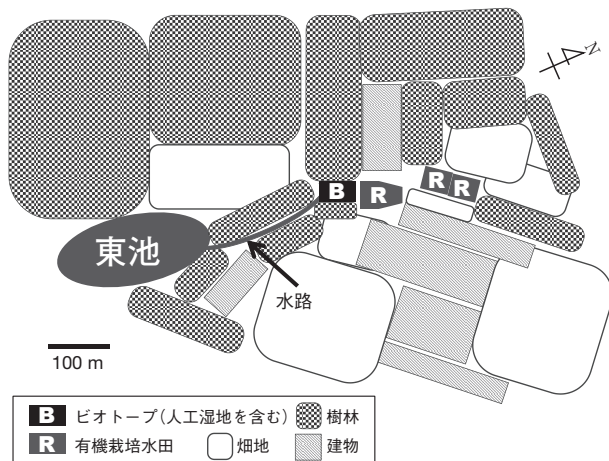 N
B
R
R R
東池
水路
100 m
B ビオトープ(人工湿地を含む) 樹林
R 有機栽培水田 畑地 建物